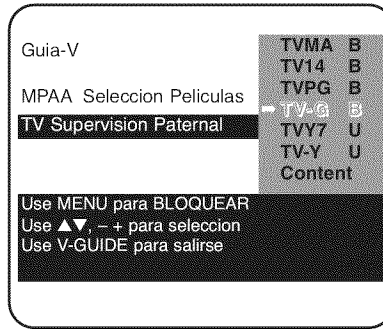 Guia-V
MPAA Seleccion Peliculas
TV Supervision Paternal
TVMA B
TV14 B
TVPG B
➡ TV-G B
TVY7 U
TV-Y U
Content
Use MENU para BLOQUEAR
Use ▲▼, – + para seleccion
Use V-GUIDE para salirse